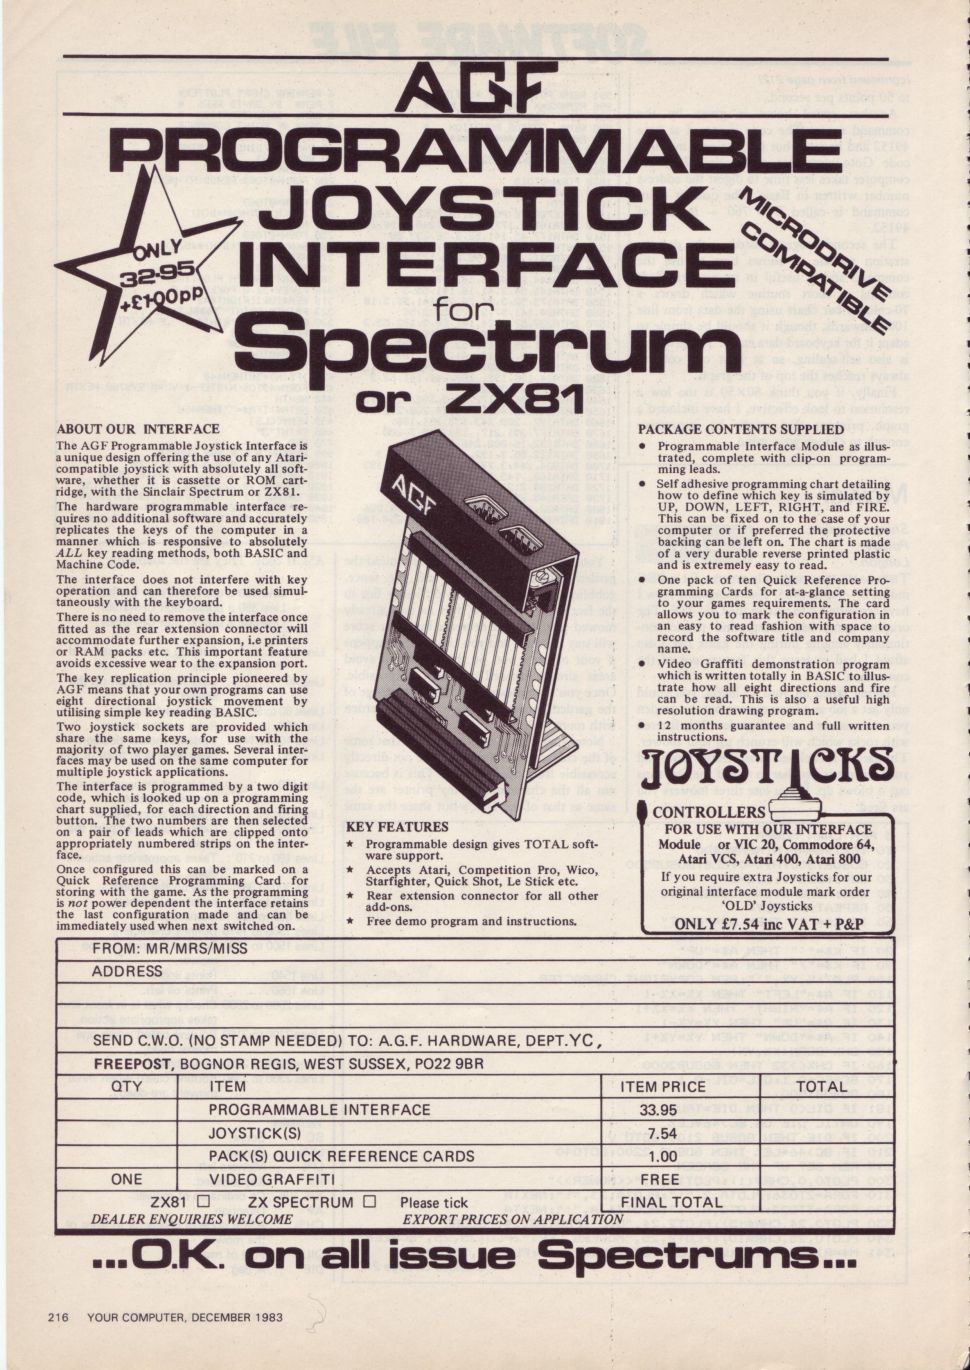 AGF
PROGRAMMABLE
JOYSTICK
INTERFACE
for
Spectrum
or ZX81
ONLY
32·95
+£1·00pp
MICRODRIVE
COMPATIBLE
ABOUT OUR INTERFACE
The AGF Programmable Joystick Interface is
a unique design offering the use of any Atari-
compatible joystick with absolutely all soft-
ware, whether it is cassette or ROM cart-
ridge, with the Sinclair Spectrum or ZX81.
The hardware programmable interface re-
quires no additional software and accurately
replicates the keys of the computer in a
manner which is responsive to absolutely
ALL key reading methods, both BASIC and
Machine Code.
The interface does not interfere with key
operation and can therefore be used simul-
taneously with the keyboard.
There is no need to remove the interface once
fitted as the rear extension connector will
accommodate further expansion, i.e printers
or RAM packs etc. This important feature
avoids excessive wear to the expansion port.
The key replication principle pioneered by
AGF means that your own programs can use
eight directional joystick movement by
utilising simple key reading BASIC.
Two joystick sockets are provided which
share the same keys, for use with the
majority of two player games. Several inter-
faces may be used on the same computer for
multiple joystick applications.
The interface is programmed by a two digit
code, which is looked up on a programming
chart supplied, for each direction and firing
button. The two numbers are then selected
on a pair of leads which are clipped onto
appropriately numbered strips on the inter-
face.
Once configured this can be marked on a
Quick Reference Programming Card for
storing with the game. As the programming
is not power dependent the interface retains
the last configuration made and can be
immediately used when next switched on.
AGF
KEY FEATURES
★ Programmable design gives TOTAL soft-
ware support.
★ Accepts Atari, Competition Pro, Wico,
Starfighter, Quick Shot, Le Stick etc.
★ Rear extension connector for all other
add-ons.
★ Free demo program and instructions.
PACKAGE CONTENTS SUPPLIED
● Programmable Interface Module as illus-
trated, complete with clip-on program-
ming leads.
● Self adhesive programming chart detailing
how to define which key is simulated by
UP, DOWN, LEFT, RIGHT, and FIRE.
This can be fixed on to the case of your
computer or if preferred the protective
backing can be left on. The chart is made
of a very durable reverse printed plastic
and is extremely easy to read.
● One pack of ten Quick Reference Pro-
gramming Cards for at-a-glance setting
to your games requirements. The card
allows you to mark the configuration in
an easy to read fashion with space to
record the software title and company
name.
● Video Graffiti demonstration program
which is written totally in BASIC to illus-
trate how all eight directions and fire
can be read. This is also a useful high
resolution drawing program.
● 12 months guarantee and full written
instructions.
JOYSTICKS
CONTROLLERS
FOR USE WITH OUR INTERFACE
Module or VIC 20, Commodore 64,
Atari VCS, Atari 400, Atari 800
If you require extra Joysticks for our
original interface module mark order
‘OLD’ Joysticks
ONLY £7.54 inc VAT + P&P
FROM: MR/MRS/MISS
ADDRESS
SEND C.W.O. (NO STAMP NEEDED) TO: A.G.F. HARDWARE, DEPT.YC,
FREEPOST, BOGNOR REGIS, WEST SUSSEX, PO22 9BR
QTY ITEM ITEM PRICE TOTAL
PROGRAMMABLE INTERFACE 33.95
JOYSTICK(S) 7.54
PACK(S) QUICK REFERENCE CARDS 1.00
ONE VIDEO GRAFFITI FREE
ZX81 □ ZX SPECTRUM □ Please tick FINAL TOTAL
DEALER ENQUIRIES WELCOME EXPORT PRICES ON APPLICATION
...O.K. on all issue Spectrums...
216 YOUR COMPUTER, DECEMBER 1983